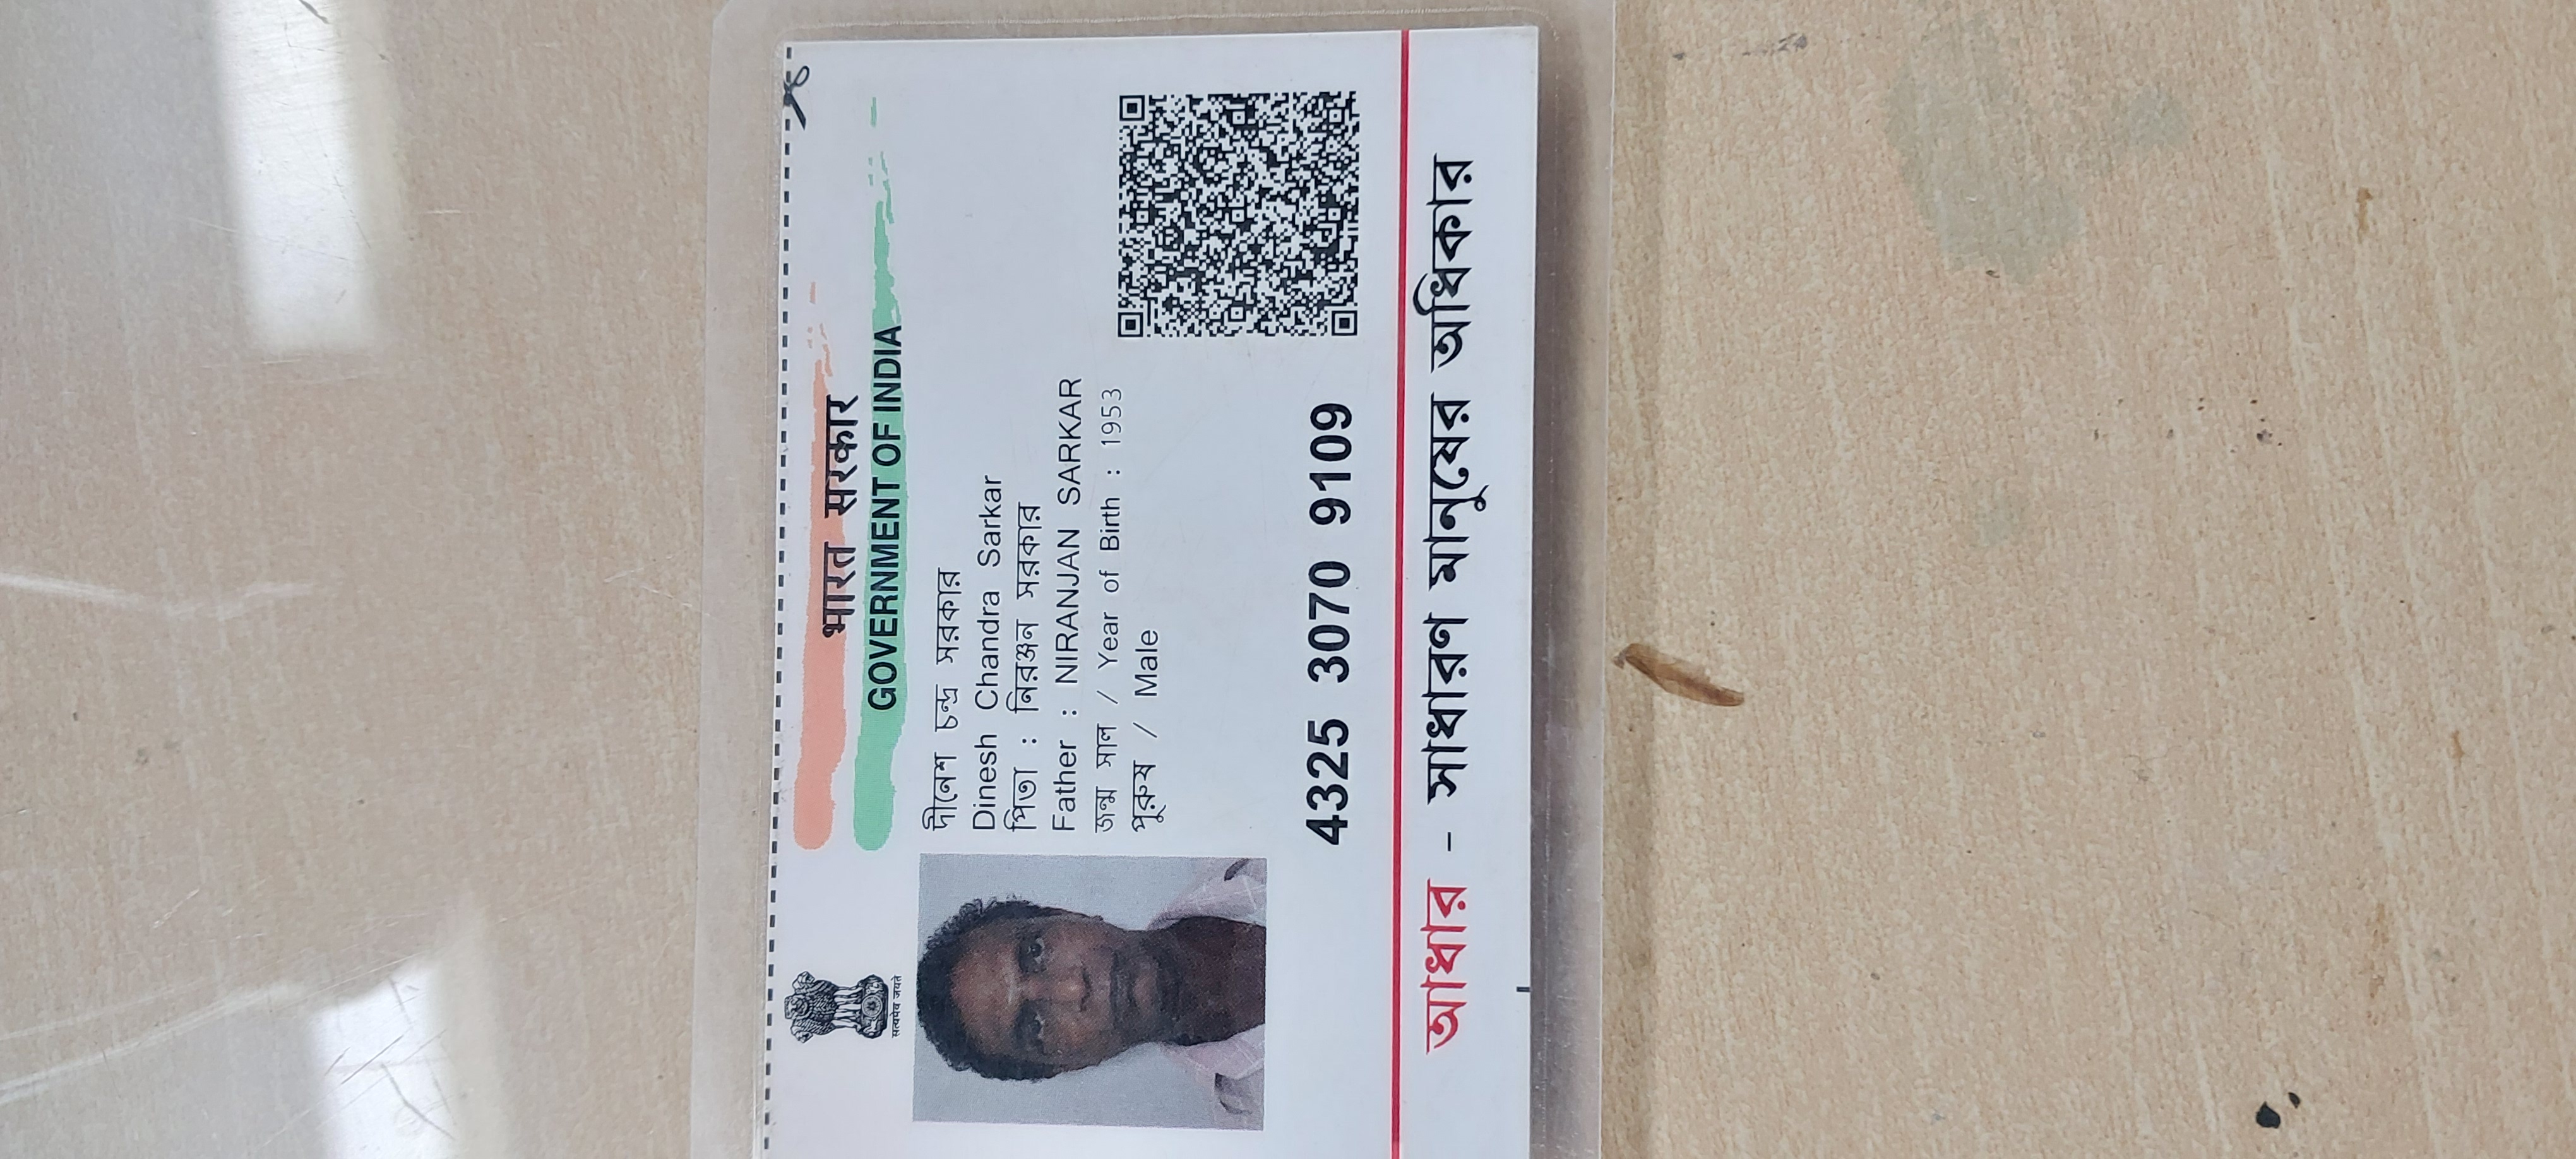 सत्यमेव जयते
भारत सरकार
GOVERNMENT OF INDIA
দীনেশ চন্দ্র সরকার
Dinesh Chandra Sarkar
পিতা : নিরঞ্জন সরকার
Father : NIRANJAN SARKAR
জন্ম সাল / Year of Birth : 1953
পুরুষ / Male
4325 3070 9109
আধার - সাধারণ মানুষের অধিকার